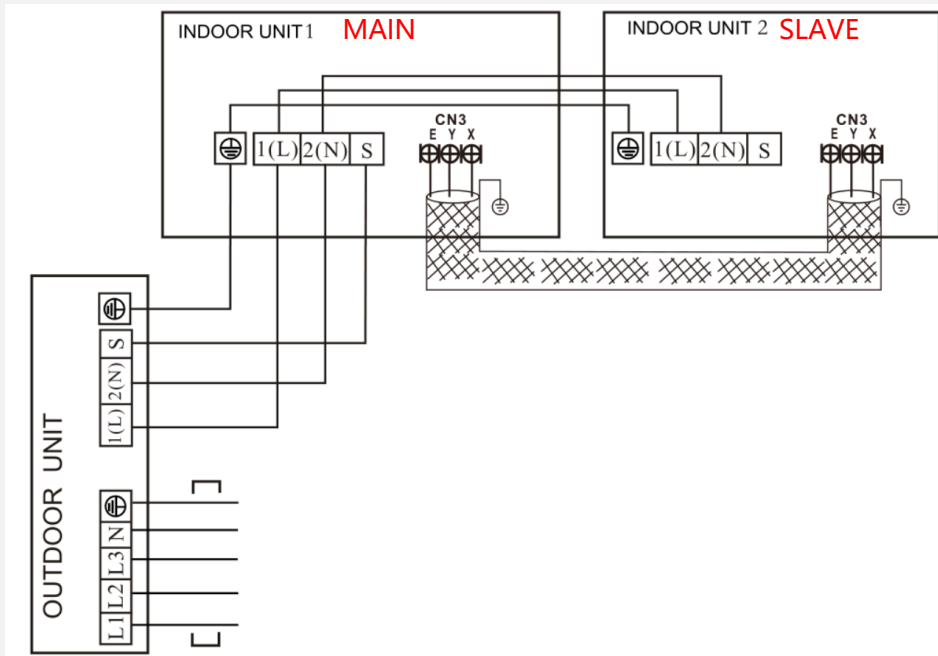 INDOOR UNIT 1 MAIN
INDOOR UNIT 2 SLAVE
CN3
E Y X
1(L) 2(N) S
CN3
E Y X
1(L) 2(N) S
OUTDOOR UNIT
S
2(N)
1(L)
N
L3
L2
L1